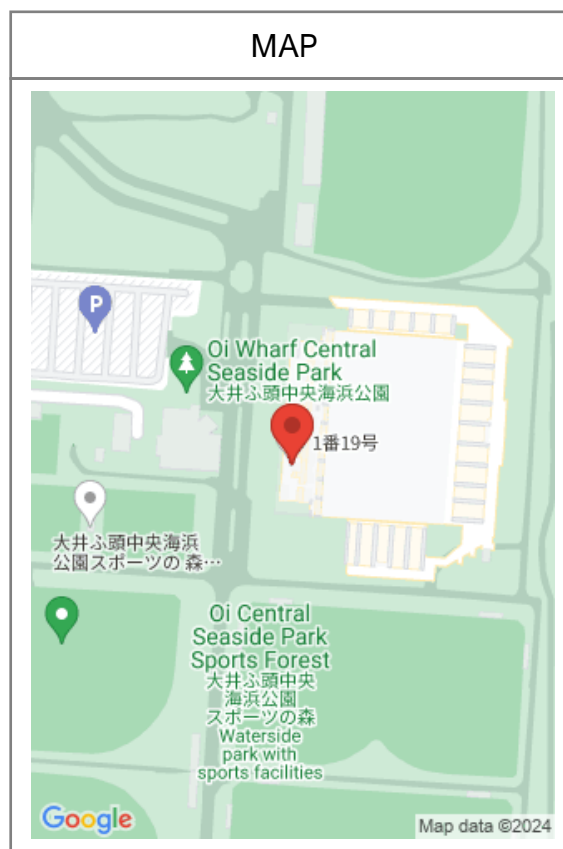 MAP
P
Oi Wharf Central
Seaside Park
大井ふ頭中央海浜公園
1番19号
大井ふ頭中央海浜
公園スポーツの 森…
Oi Central
Seaside Park
Sports Forest
大井ふ頭中央
海浜公園
スポーツの森
Waterside
park with
sports facilities
Google
Map data ©2024